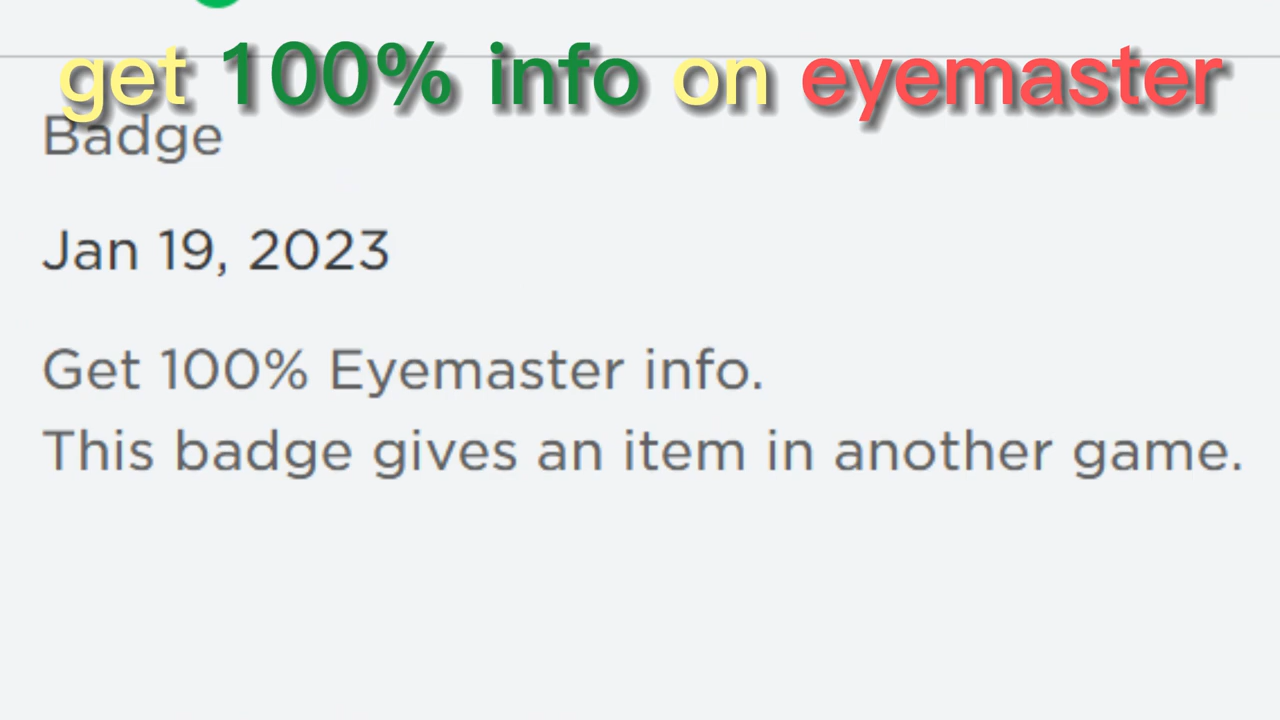 get 100% info on eyemaster
Badge
Jan 19, 2023
Get 100% Eyemaster info.
This badge gives an item in another game.